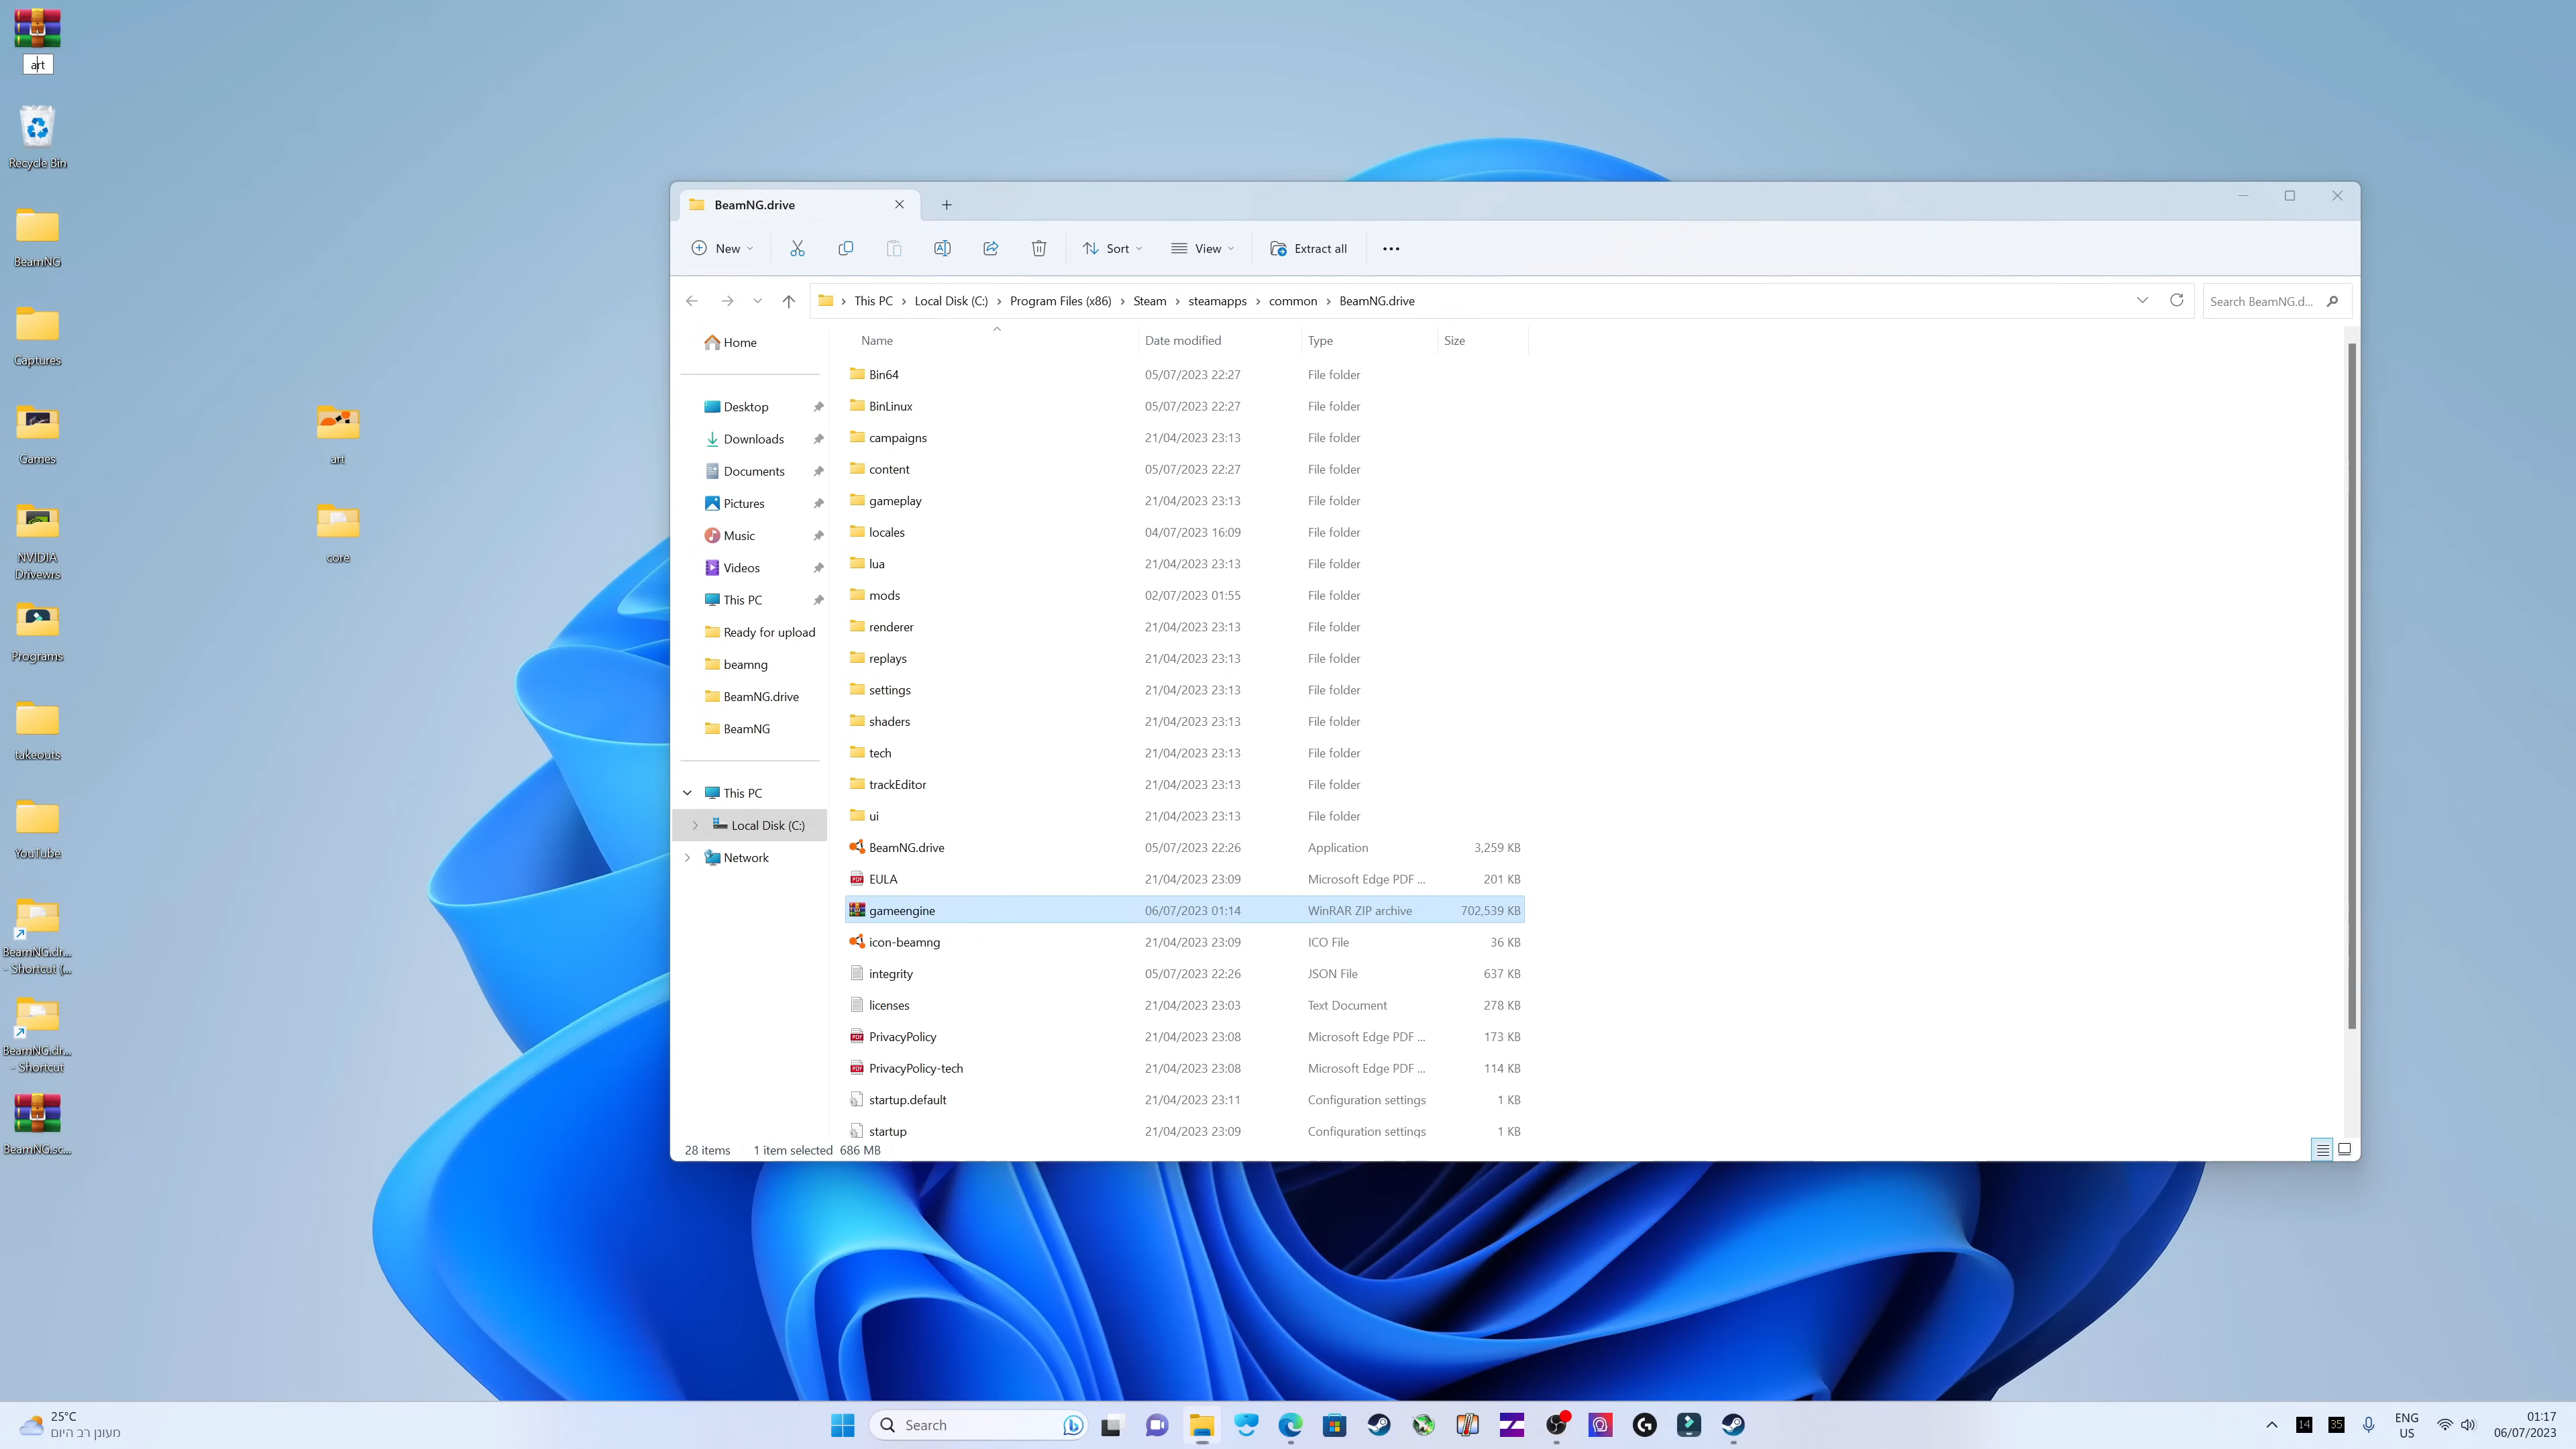 art
Recycle Bin
BeamNG
Captures
Games
NVIDIA
Drivewrs
Programs
takeouts
YouTube
BeamNG.dr...
- Shortcut (...
BeamNG.dr...
- Shortcut
BeamNG.sc...
art
core
BeamNG.drive
New
Sort
View
Extract all
This PC > Local Disk (C:) > Program Files (x86) > Steam > steamapps > common > BeamNG.drive
Search BeamNG.d...
Home
Desktop
Downloads
Documents
Pictures
Music
Videos
This PC
Ready for upload
beamng
BeamNG.drive
BeamNG
This PC
Local Disk (C:)
Network
Name Date modified Type Size
Bin64 05/07/2023 22:27 File folder
BinLinux 05/07/2023 22:27 File folder
campaigns 21/04/2023 23:13 File folder
content 05/07/2023 22:27 File folder
gameplay 21/04/2023 23:13 File folder
locales 04/07/2023 16:09 File folder
lua 21/04/2023 23:13 File folder
mods 02/07/2023 01:55 File folder
renderer 21/04/2023 23:13 File folder
replays 21/04/2023 23:13 File folder
settings 21/04/2023 23:13 File folder
shaders 21/04/2023 23:13 File folder
tech 21/04/2023 23:13 File folder
trackEditor 21/04/2023 23:13 File folder
ui 21/04/2023 23:13 File folder
BeamNG.drive 05/07/2023 22:26 Application 3,259 KB
EULA 21/04/2023 23:09 Microsoft Edge PDF ... 201 KB
gameengine 06/07/2023 01:14 WinRAR ZIP archive 702,539 KB
icon-beamng 21/04/2023 23:09 ICO File 36 KB
integrity 05/07/2023 22:26 JSON File 637 KB
licenses 21/04/2023 23:03 Text Document 278 KB
PrivacyPolicy 21/04/2023 23:08 Microsoft Edge PDF ... 173 KB
PrivacyPolicy-tech 21/04/2023 23:08 Microsoft Edge PDF ... 114 KB
startup.default 21/04/2023 23:11 Configuration settings 1 KB
startup 21/04/2023 23:09 Configuration settings 1 KB
28 items 1 item selected 686 MB
25°C
מעונן רב היום
Search
14
35
ENG
US
01:17
06/07/2023